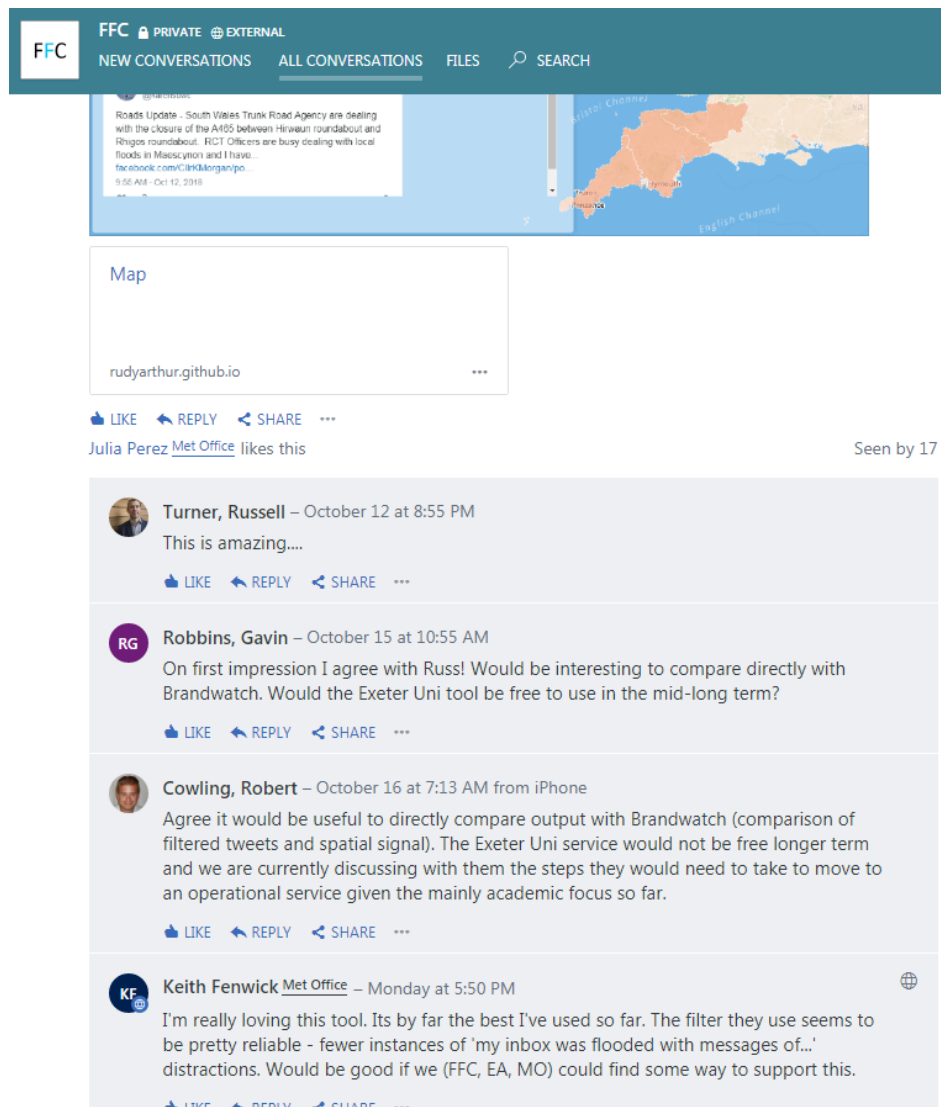 FFC
FFC PRIVATE EXTERNAL
NEW CONVERSATIONS ALL CONVERSATIONS FILES SEARCH
Roads Update - South Wales Trunk Road Agency are dealing
with the closure of the A465 between Hirwaun roundabout and
Rhigos roundabout. RCT Officers are busy dealing with local
floods in Maescynon and I have...
facebook.com/CllrKMorgan/po...
9:55 AM - Oct 12, 2018
Bristol Channel
English Channel
Map
rudyarthur.github.io
LIKE REPLY SHARE
Julia Perez Met Office likes this
Seen by 17
Turner, Russell – October 12 at 8:55 PM
This is amazing....
LIKE REPLY SHARE
RG
Robbins, Gavin – October 15 at 10:55 AM
On first impression I agree with Russ! Would be interesting to compare directly with
Brandwatch. Would the Exeter Uni tool be free to use in the mid-long term?
LIKE REPLY SHARE
Cowling, Robert – October 16 at 7:13 AM from iPhone
Agree it would be useful to directly compare output with Brandwatch (comparison of
filtered tweets and spatial signal). The Exeter Uni service would not be free longer term
and we are currently discussing with them the steps they would need to take to move to
an operational service given the mainly academic focus so far.
LIKE REPLY SHARE
KF
Keith Fenwick Met Office – Monday at 5:50 PM
I'm really loving this tool. Its by far the best I've used so far. The filter they use seems to
be pretty reliable - fewer instances of 'my inbox was flooded with messages of...'
distractions. Would be good if we (FFC, EA, MO) could find some way to support this.
LIKE REPLY SHARE